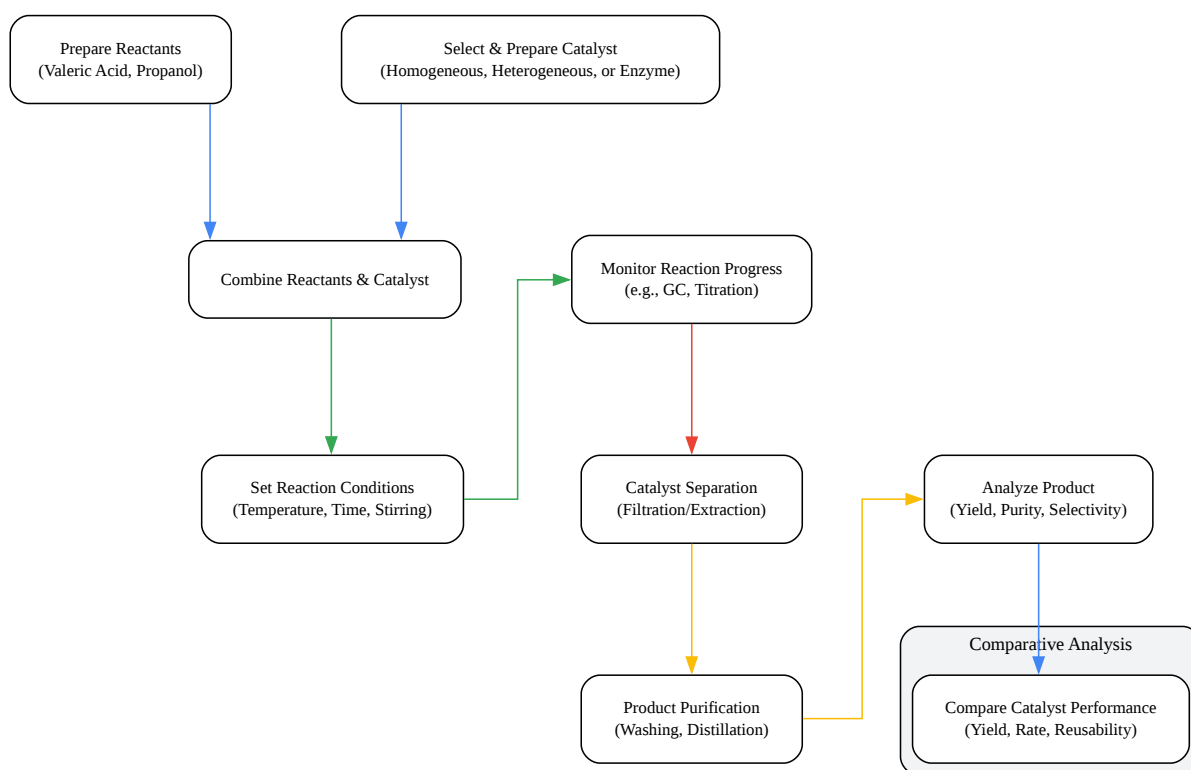 Prepare Reactants
(Valeric Acid, Propanol)
Select & Prepare Catalyst
(Homogeneous, Heterogeneous, or Enzyme)
Combine Reactants & Catalyst
Monitor Reaction Progress
(e.g., GC, Titration)
Set Reaction Conditions
(Temperature, Time, Stirring)
Catalyst Separation
(Filtration/Extraction)
Analyze Product
(Yield, Purity, Selectivity)
Comparative Analysis
Product Purification
(Washing, Distillation)
Compare Catalyst Performance
(Yield, Rate, Reusability)